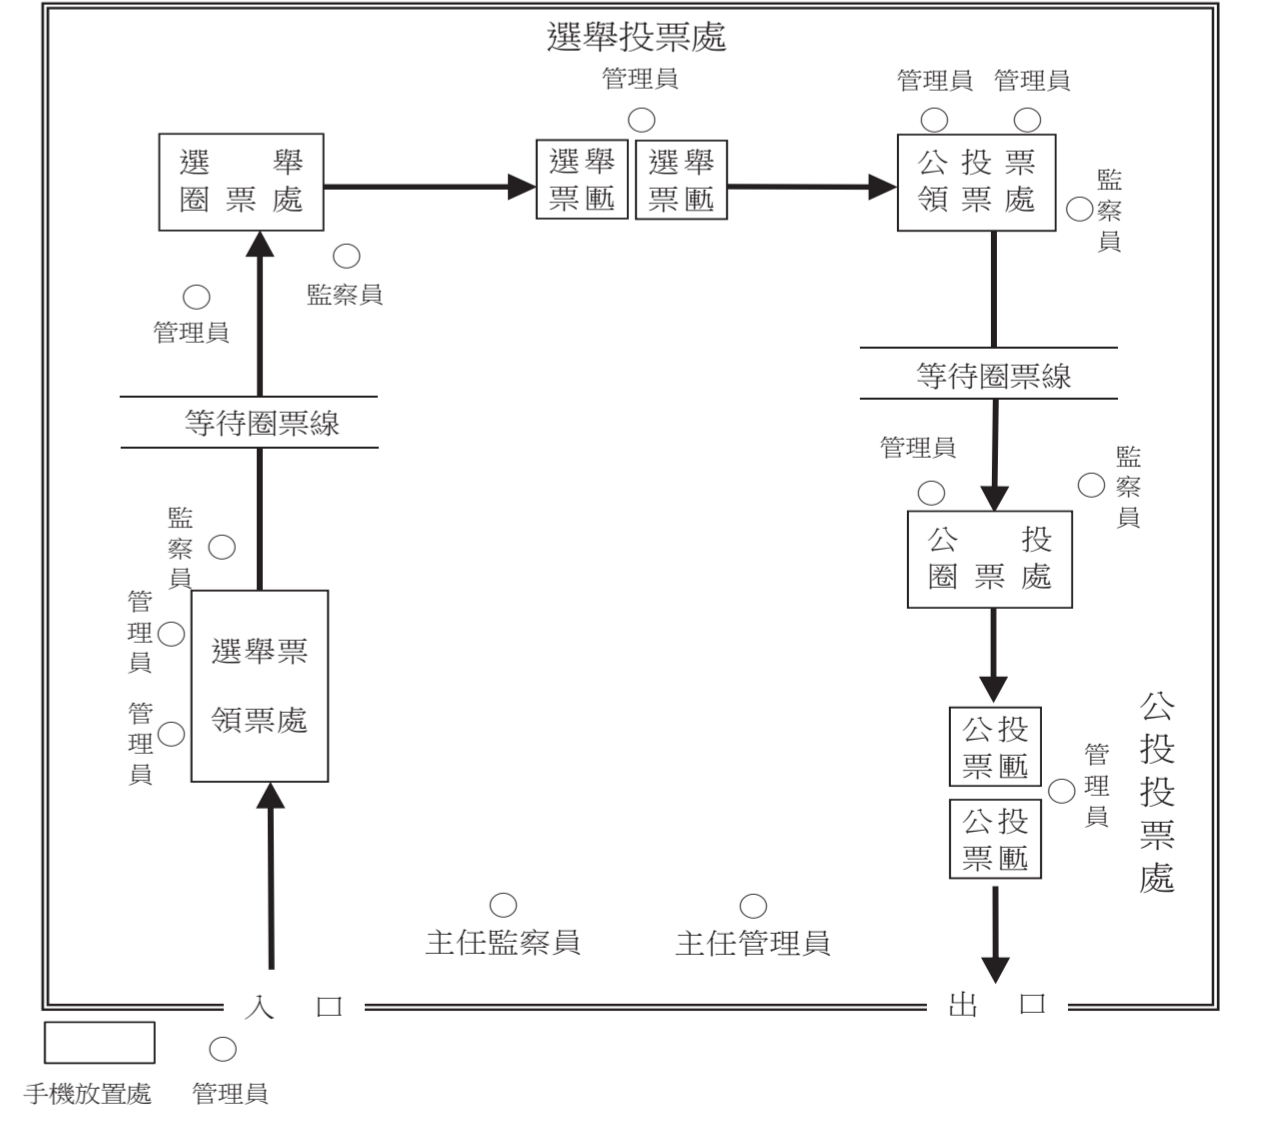 選舉投票處
管理員
管理員 管理員
選舉
圈票處
選舉
票匭
選舉
票匭
公投票
領票處
監察員
監察員
管理員
等待圈票線
等待圈票線
管理員
監察員
監察員
管理員
管理員
選舉票
領票處
公投
圈票處
公投
票匭
公投
票匭
管理員
公投投票處
主任監察員
主任管理員
入口
出口
手機放置處
管理員